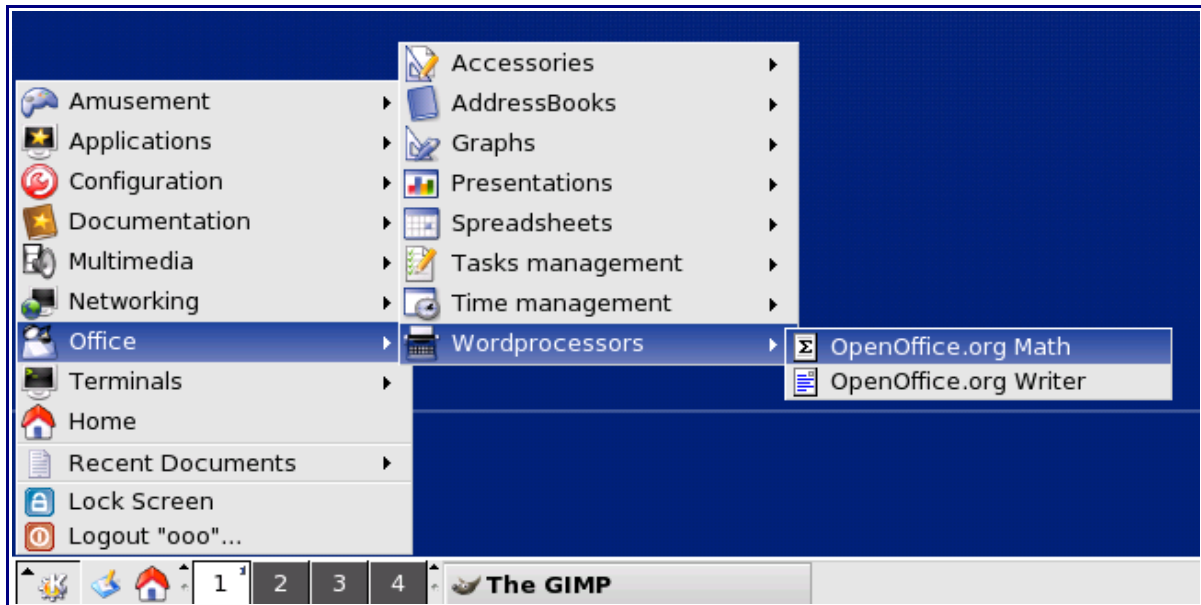 Amusement
Applications
Configuration
Documentation
Multimedia
Networking
Office
Terminals
Home
Recent Documents
Lock Screen
Logout "ooo"...
Accessories
AddressBooks
Graphs
Presentations
Spreadsheets
Tasks management
Time management
Wordprocessors
OpenOffice.org Math
OpenOffice.org Writer
1 2 3 4 The GIMP